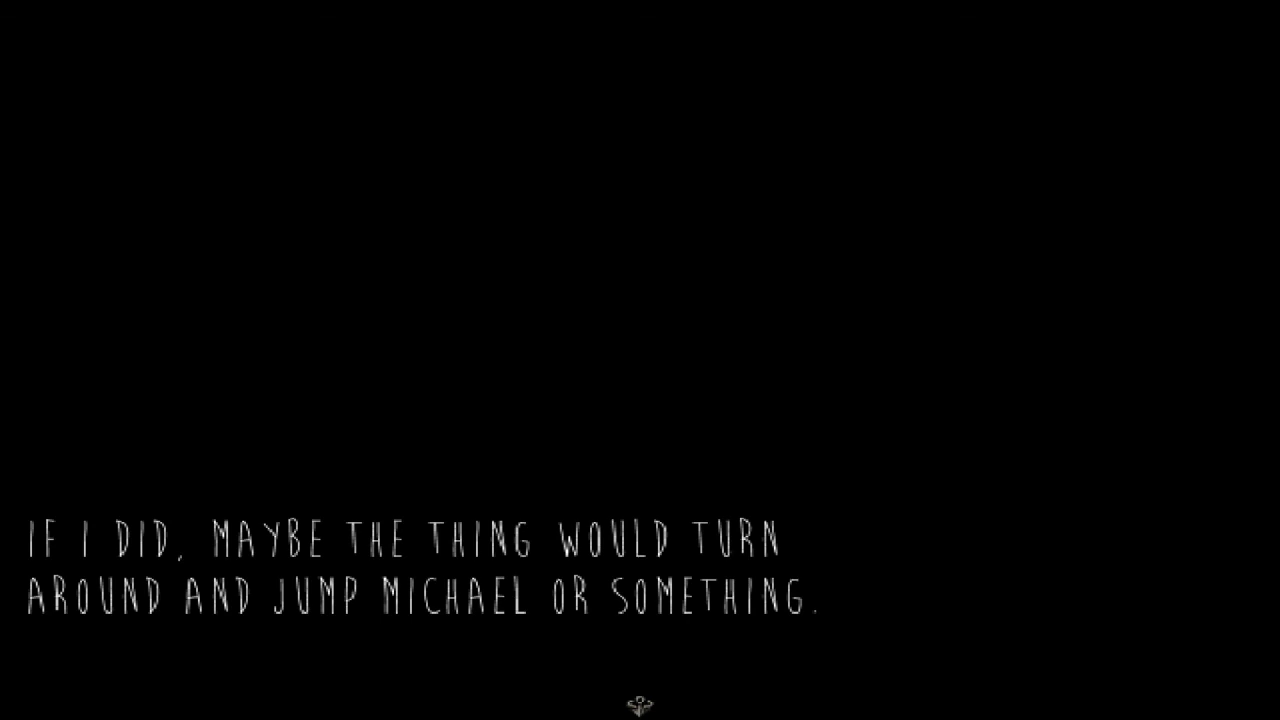 IF I DID, MAYBE THE THING WOULD TURN
AROUND AND JUMP MICHAEL OR SOMETHING.